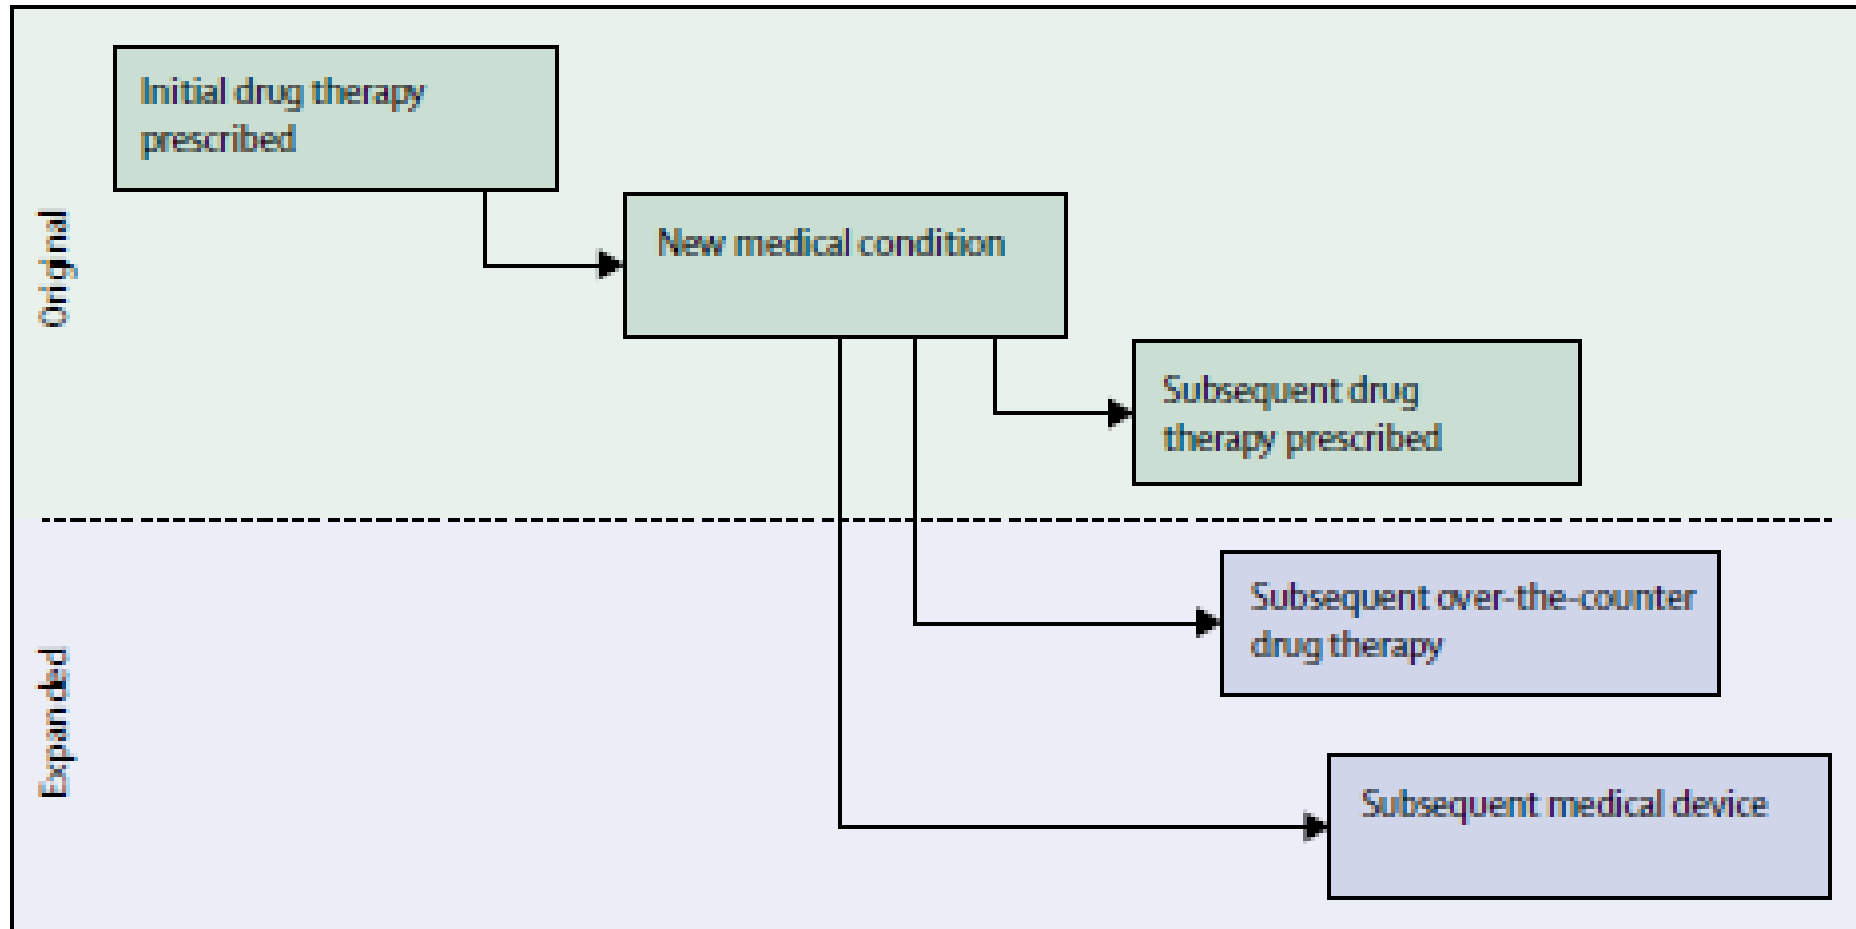 Original
Initial drug therapy
prescribed
New medical condition
Subsequent drug
therapy prescribed
Expanded
Subsequent over-the-counter
drug therapy
Subsequent medical device